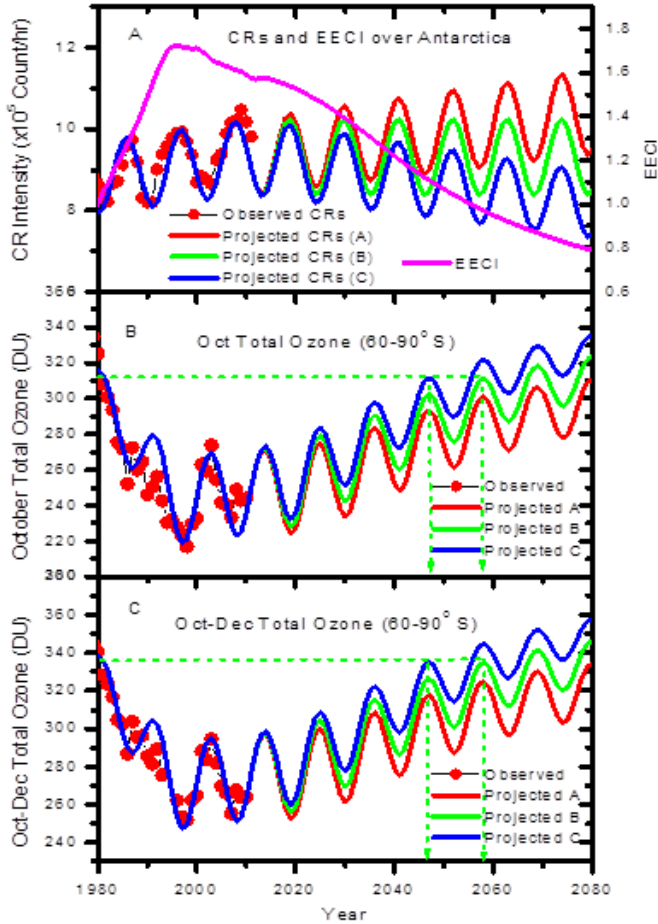 A CRs and EECl over Antarctica
CR Intensity (x10⁵ Count/hr)
12
10
8
366
1.8
1.6
1.4
1.2
1.0
0.8
0.6
EECl
Observed CRs
Projected CRs (A)
Projected CRs (B)
Projected CRs (C)
EECl
B Oct Total Ozone (60-90° S)
October Total Ozone (DU)
340
320
300
280
260
240
220
Observed
Projected A
Projected B
Projected C
C Oct-Dec Total Ozone (60-90° S)
Oct-Dec Total Ozone (DU)
360
340
320
300
280
260
240
Observed
Projected A
Projected B
Projected C
1980 2000 2020 2040 2060 2080
Year